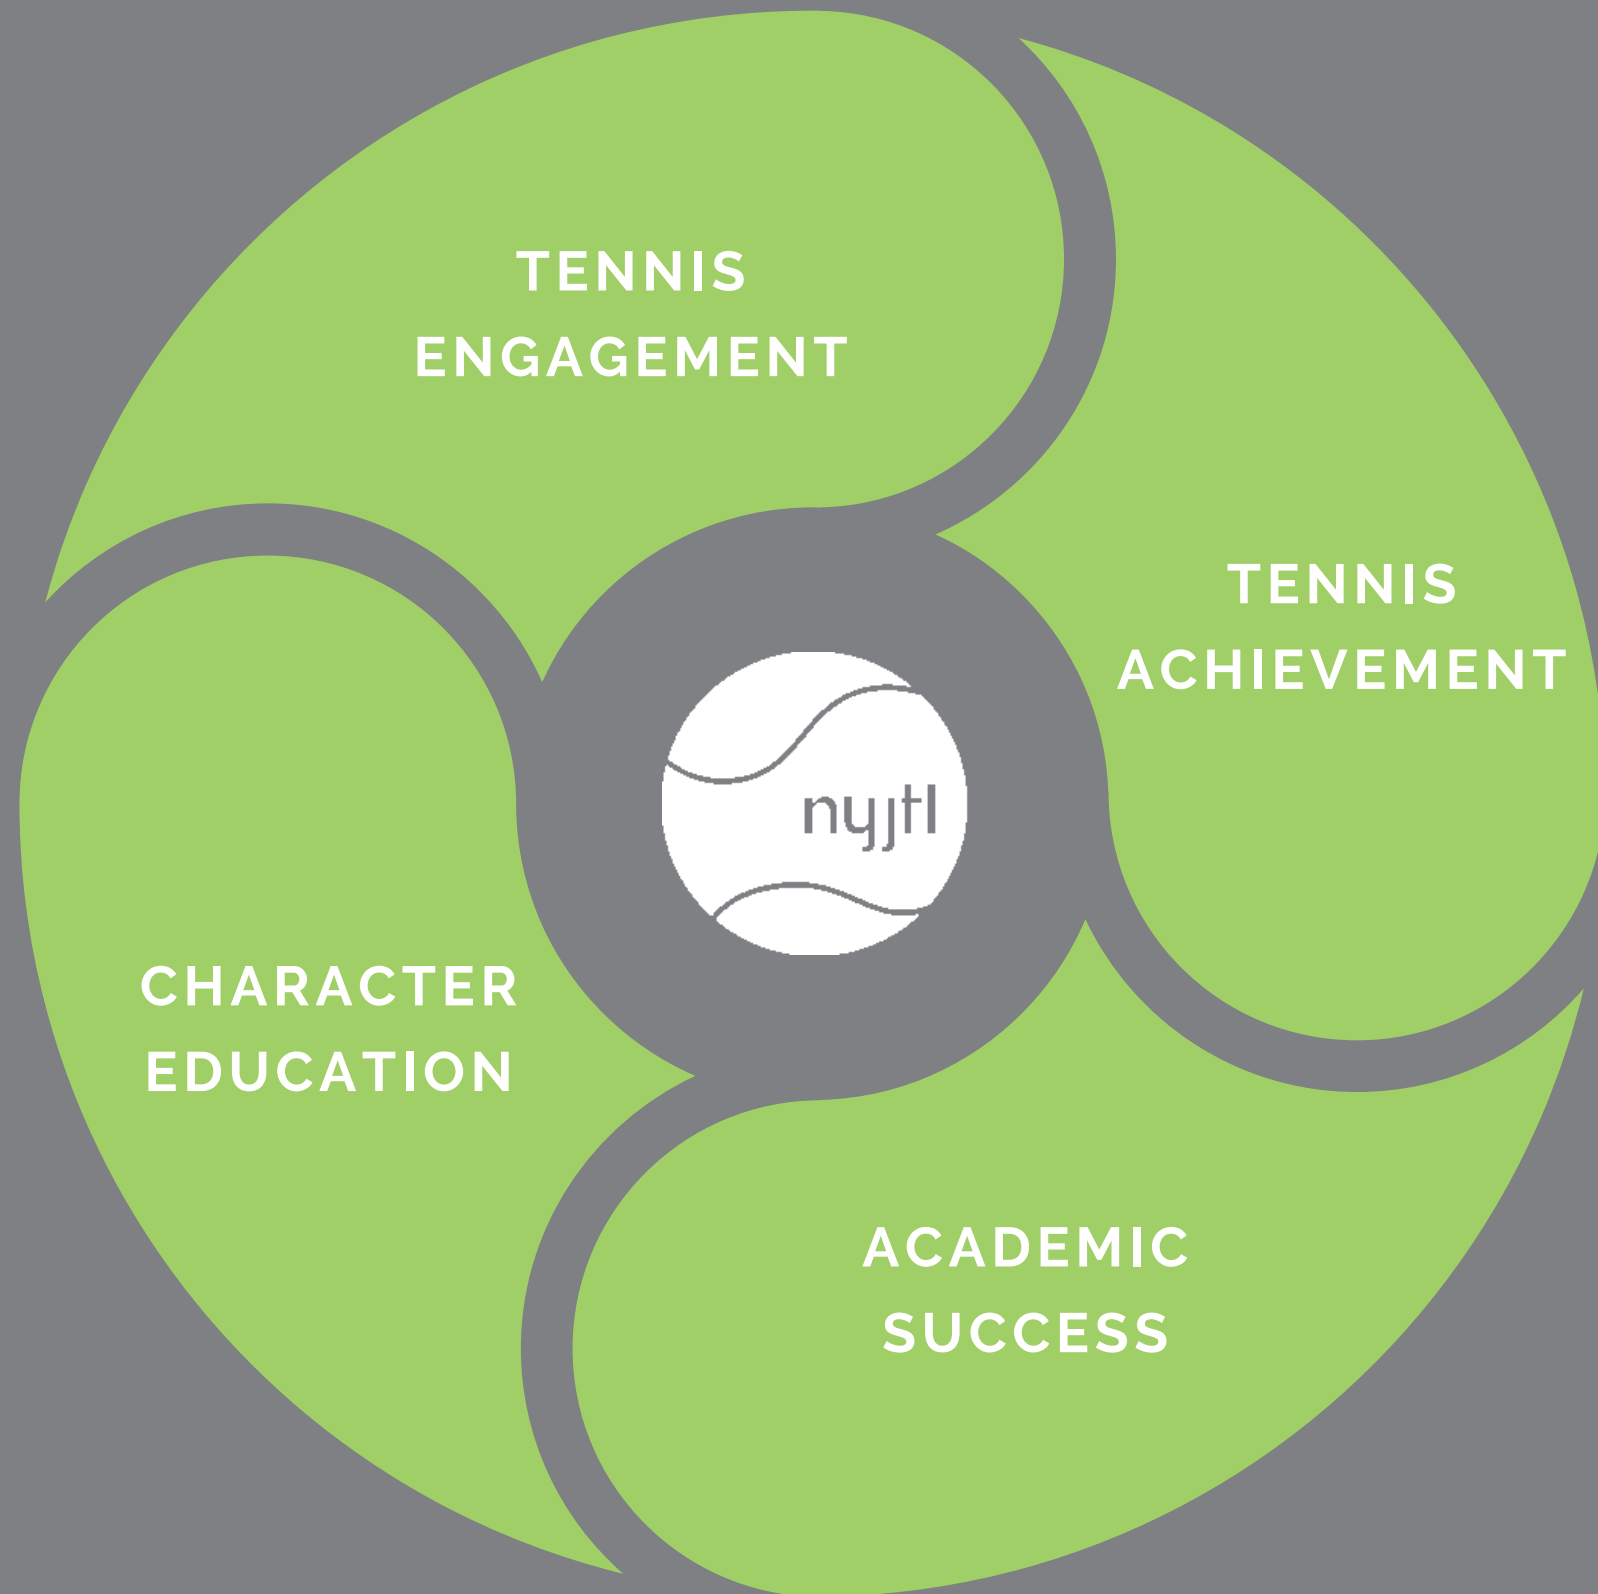 TENNIS
ENGAGEMENT
TENNIS
ACHIEVEMENT
nyjtl
CHARACTER
EDUCATION
ACADEMIC
SUCCESS